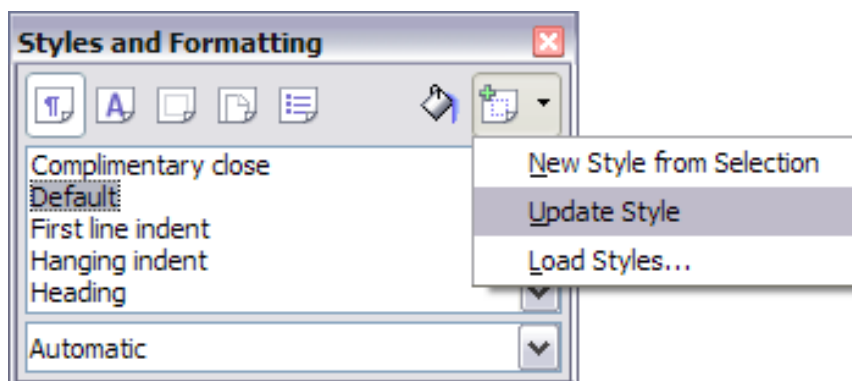 Styles and Formatting
New Style from Selection
Update Style
Load Styles...
Complimentary close
Default
First line indent
Hanging indent
Heading
Automatic